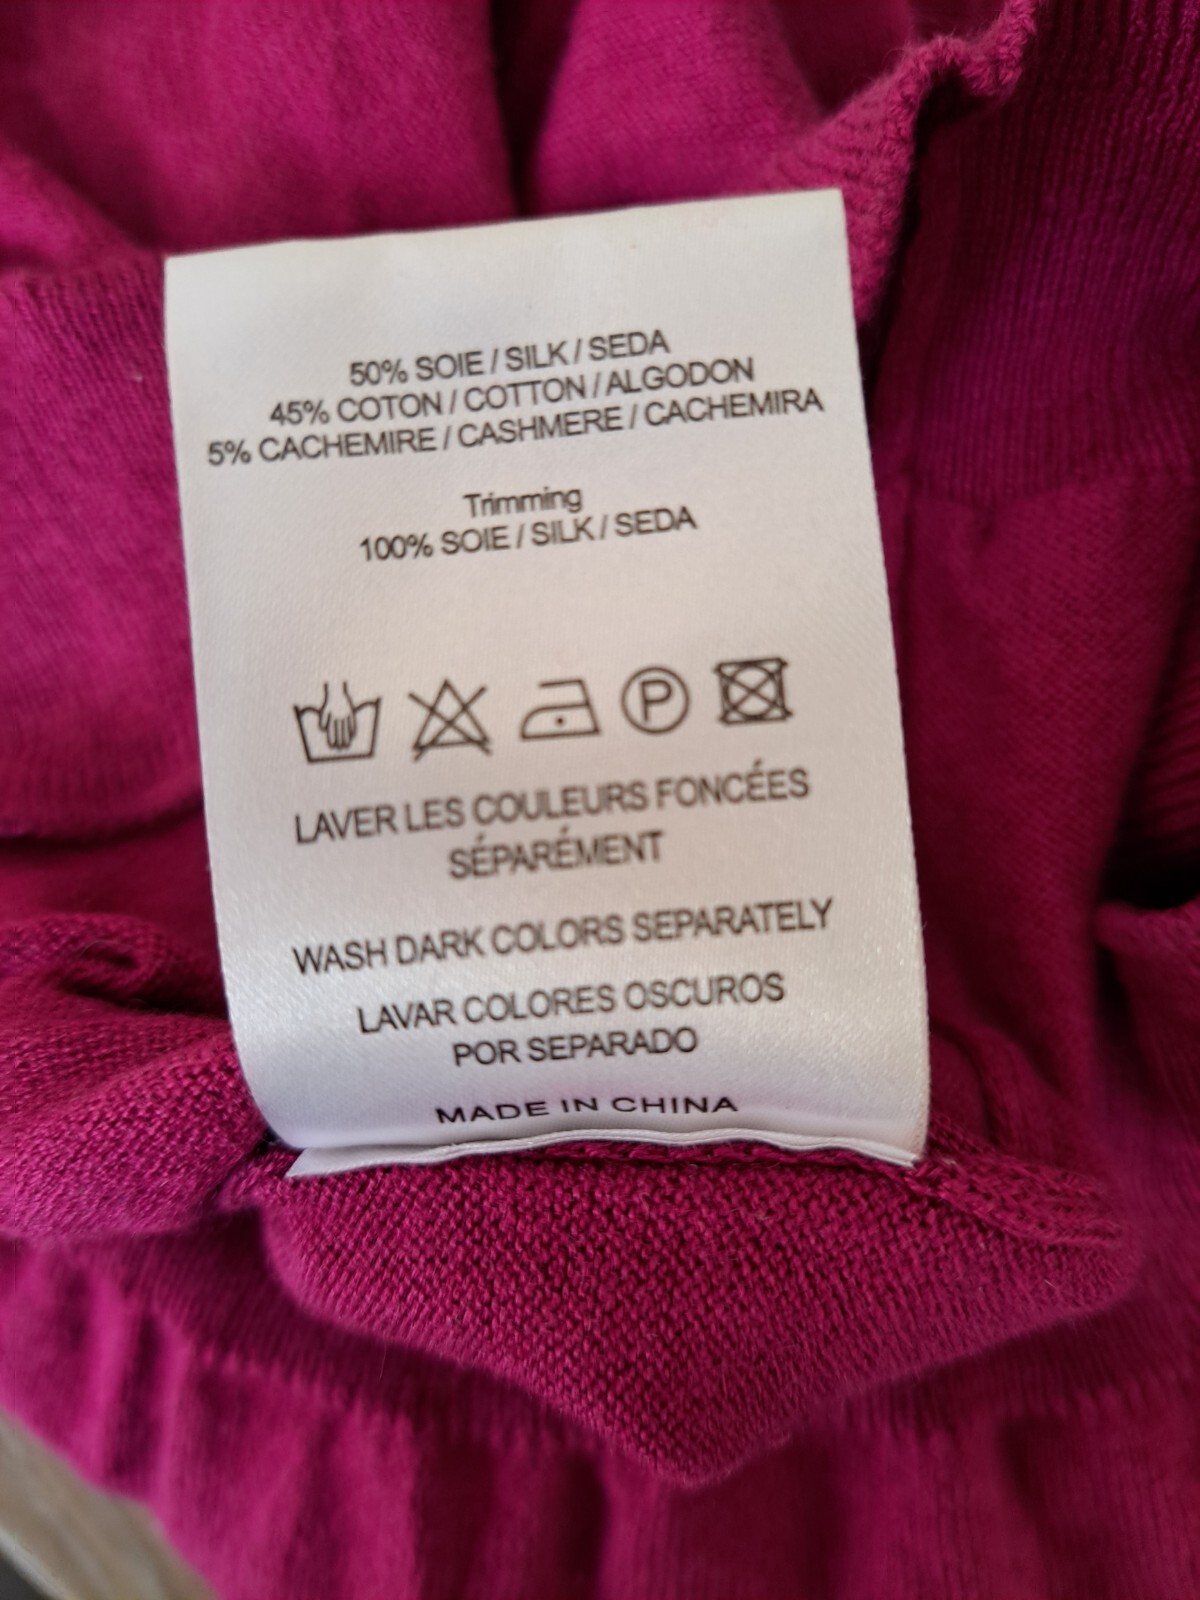 50% SOIE / SILK / SEDA
45% COTON / COTTON / ALGODON
5% CACHEMIRE / CASHMERE / CACHEMIRA
Trimming
100% SOIE / SILK / SEDA
P
LAVER LES COULEURS FONCÉES
SÉPARÉMENT
WASH DARK COLORS SEPARATELY
LAVAR COLORES OSCUROS
POR SEPARADO
MADE IN CHINA